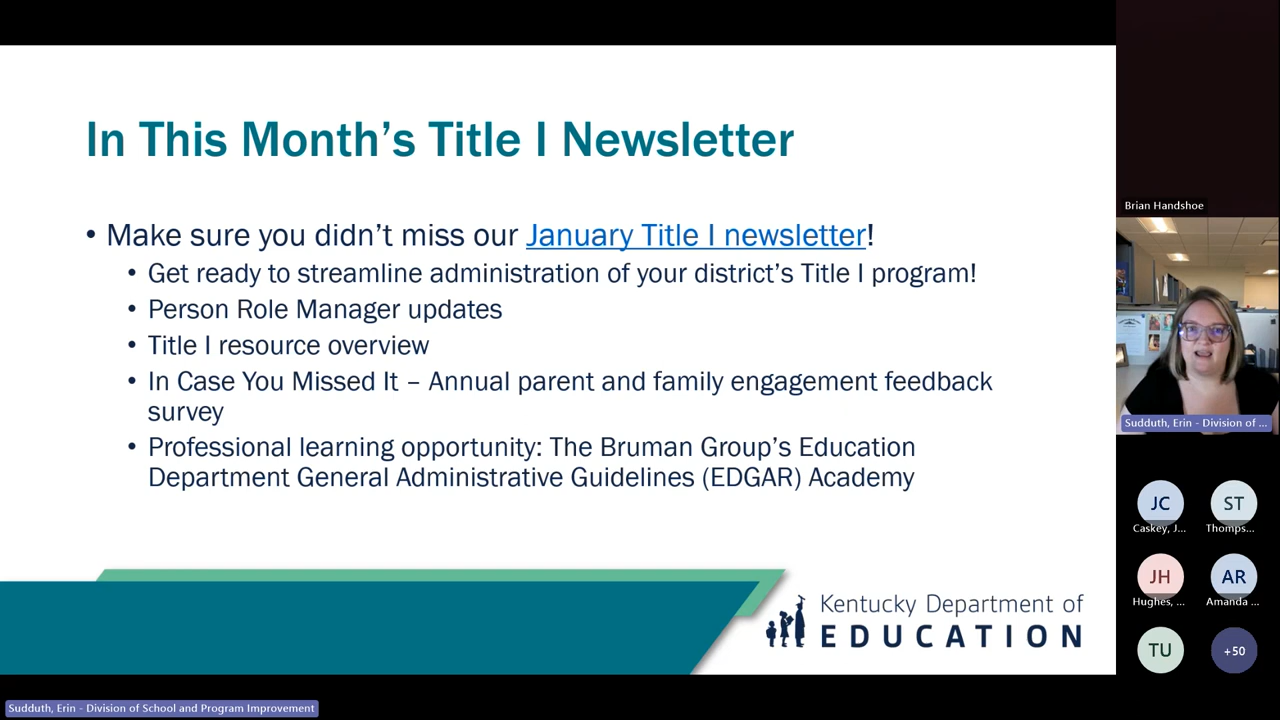 In This Month’s Title I Newsletter
• Make sure you didn’t miss our January Title I newsletter!
• Get ready to streamline administration of your district’s Title I program!
• Person Role Manager updates
• Title I resource overview
• In Case You Missed It – Annual parent and family engagement feedback
survey
• Professional learning opportunity: The Bruman Group’s Education
Department General Administrative Guidelines (EDGAR) Academy
Kentucky Department of
EDUCATION
Brian Handshoe
Sudduth, Erin - Division of ...
JC
Caskey, J...
ST
Thomps...
JH
Hughes, ...
AR
Amanda ...
TU
+50
Sudduth, Erin - Division of School and Program Improvement